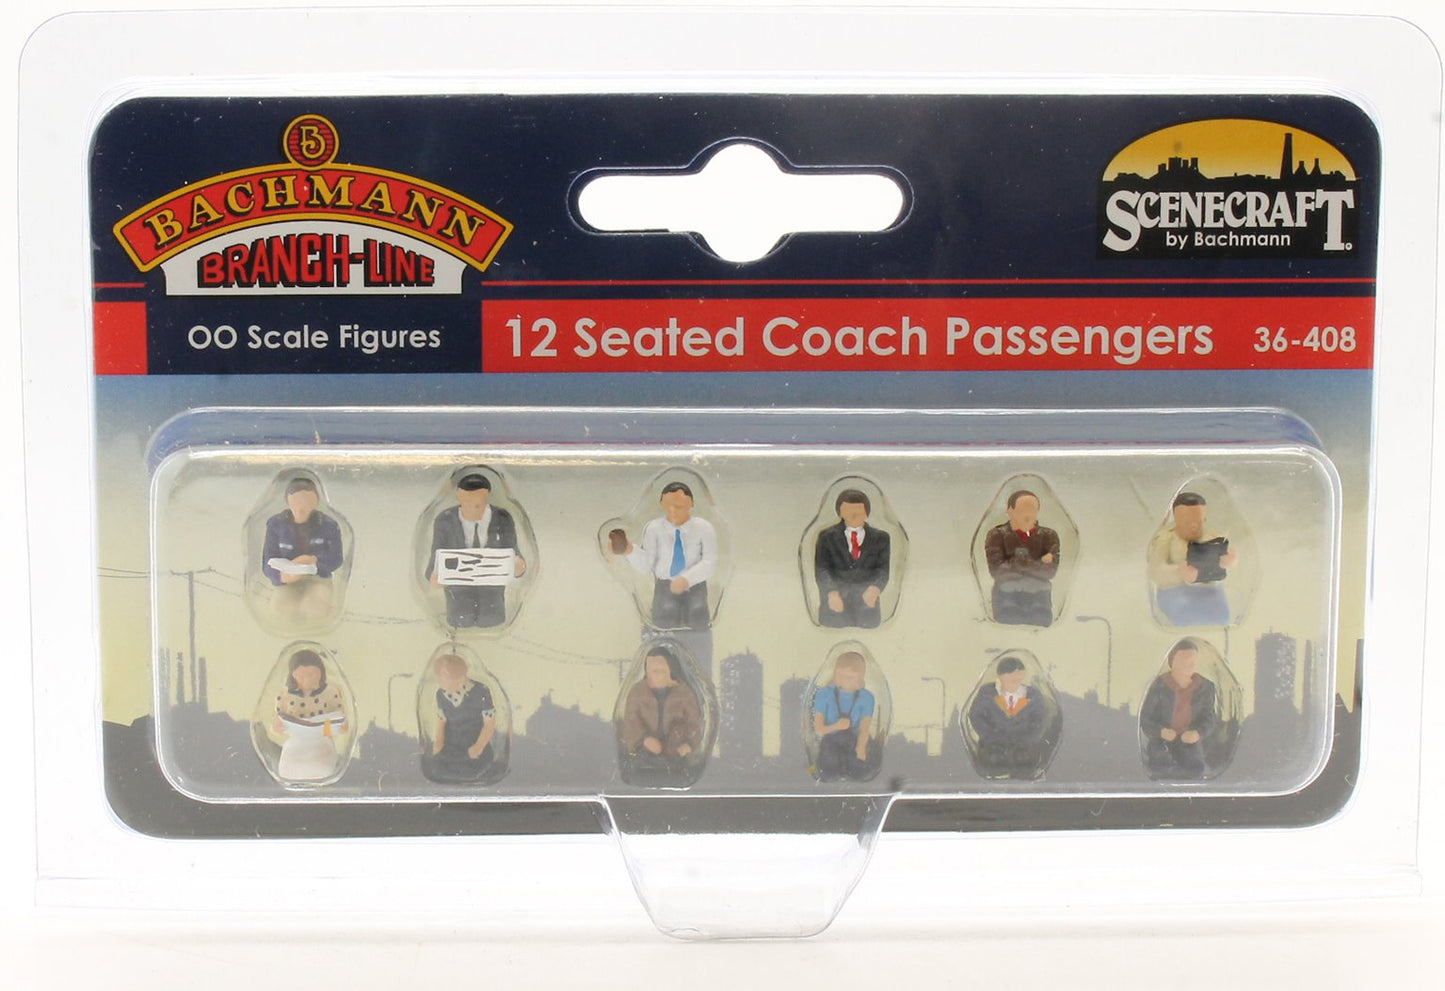 B
BACHMANN
BRANCH-LINE
SCENECRAFT
by Bachmann
OO Scale Figures
12 Seated Coach Passengers
36-408